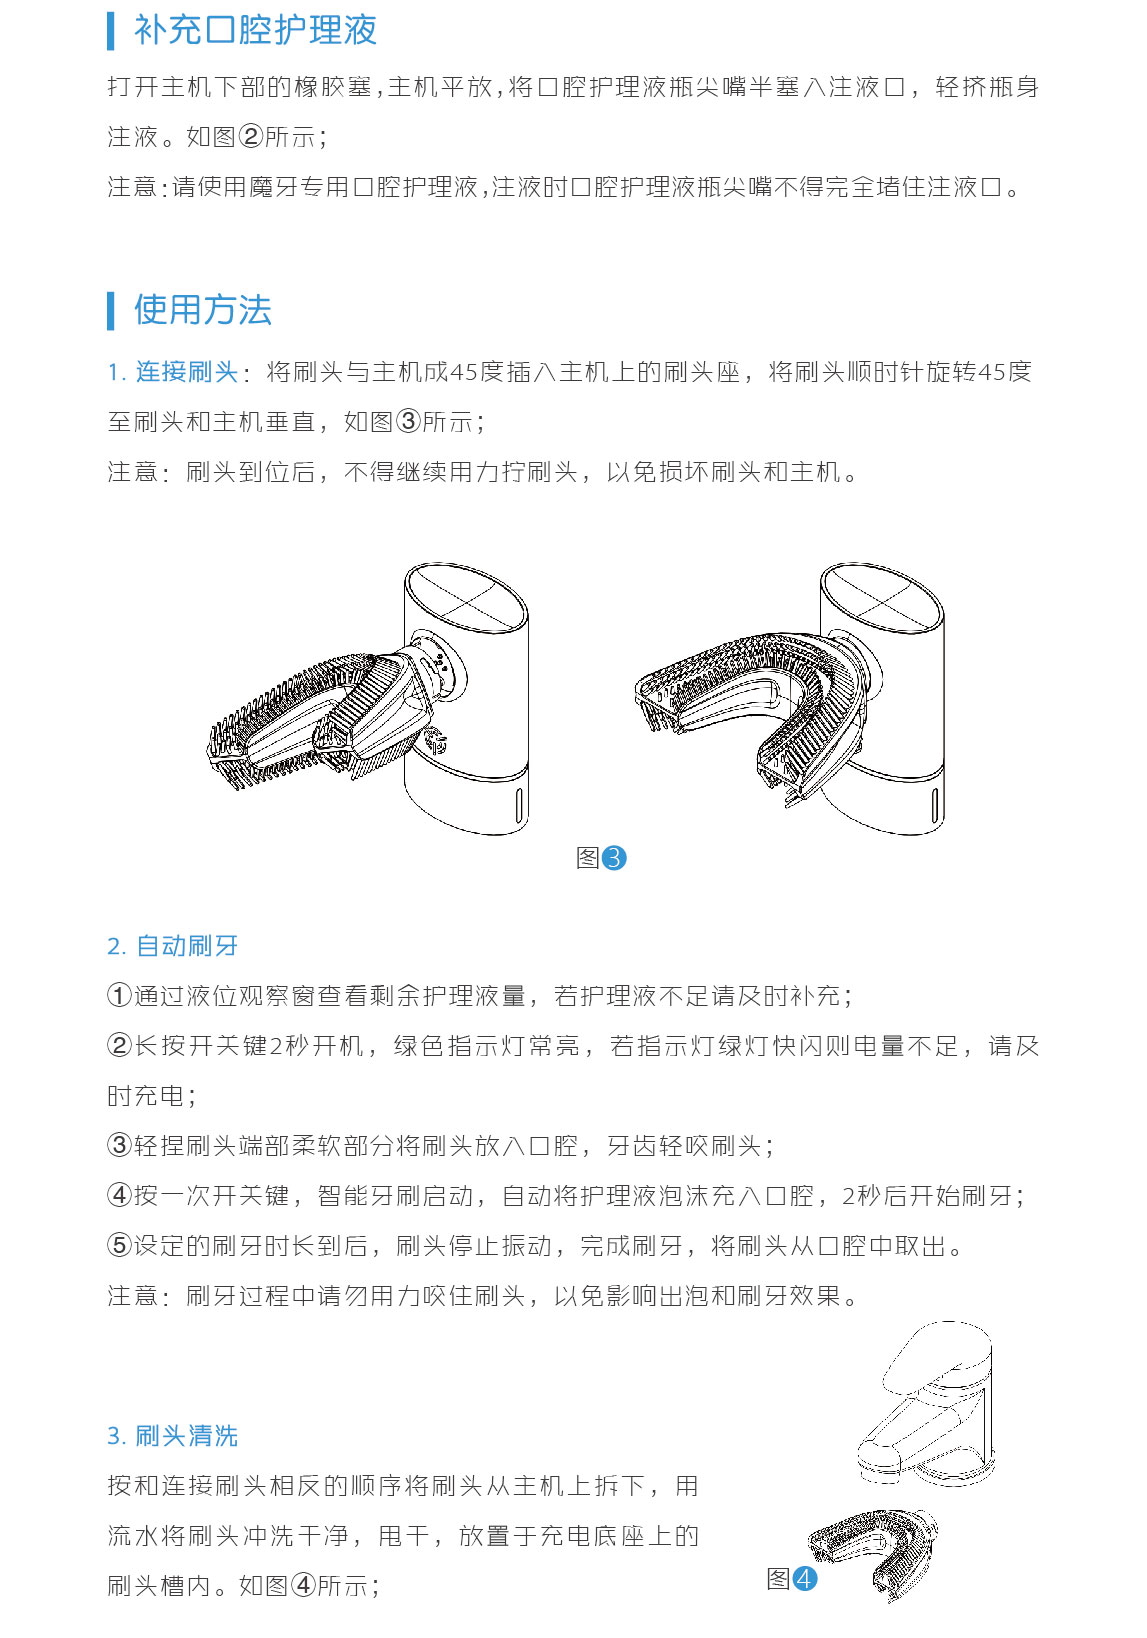 补充口腔护理液
打开主机下部的橡胶塞,主机平放,将口腔护理液瓶尖嘴半塞入注液口，轻挤瓶身
注液。如图②所示；
注意:请使用魔牙专用口腔护理液,注液时口腔护理液瓶尖嘴不得完全堵住注液口。
使用方法
1. 连接刷头：将刷头与主机成45度插入主机上的刷头座，将刷头顺时针旋转45度
至刷头和主机垂直，如图③所示；
注意：刷头到位后，不得继续用力拧刷头，以免损坏刷头和主机。
图❸
2. 自动刷牙
①通过液位观察窗查看剩余护理液量，若护理液不足请及时补充；
②长按开关键2秒开机，绿色指示灯常亮，若指示灯绿灯快闪则电量不足，请及
时充电；
③轻捏刷头端部柔软部分将刷头放入口腔，牙齿轻咬刷头；
④按一次开关键，智能牙刷启动，自动将护理液泡沫充入口腔，2秒后开始刷牙；
⑤设定的刷牙时长到后，刷头停止振动，完成刷牙，将刷头从口腔中取出。
注意：刷牙过程中请勿用力咬住刷头，以免影响出泡和刷牙效果。
3. 刷头清洗
按和连接刷头相反的顺序将刷头从主机上拆下，用
流水将刷头冲洗干净，甩干，放置于充电底座上的
刷头槽内。如图④所示；
图❹